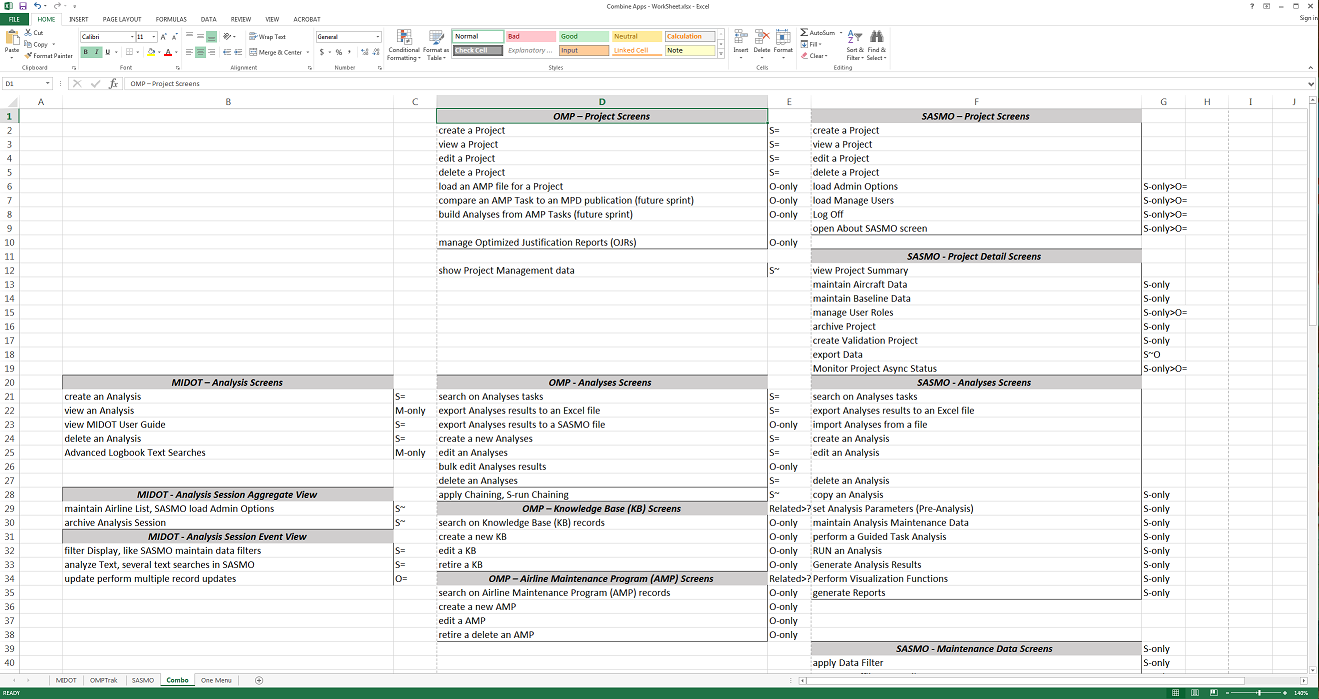 Combine Apps - WorkSheet.xlsx - Excel
FILE HOME INSERT PAGE LAYOUT FORMULAS DATA REVIEW VIEW ACROBAT Sign in
Cut Calibri 11 Wrap Text General Normal Bad Good Neutral Calculation AutoSum
Paste Copy Conditional Format as Check Cell Explanatory ... Input Linked Cell Note Insert Delete Format Fill Sort & Find &
Format Painter B I U Merge & Center $ % Formatting Table Clear Filter Select
Clipboard Font Alignment Number Styles Cells Editing
D1 fx OMP – Project Screens
A B C D E F G H I J
1 OMP – Project Screens SASMO – Project Screens
2 create a Project S= create a Project
3 view a Project S= view a Project
4 edit a Project S= edit a Project
5 delete a Project S= delete a Project
6 load an AMP file for a Project O-only load Admin Options S-only>O=
7 compare an AMP Task to an MPD publication (future sprint) O-only load Manage Users S-only>O=
8 build Analyses from AMP Tasks (future sprint) O-only Log Off S-only>O=
9 open About SASMO screen S-only>O=
10 manage Optimized Justification Reports (OJRs) O-only
11 SASMO - Project Detail Screens
12 show Project Management data S~ view Project Summary
13 maintain Aircraft Data S-only
14 maintain Baseline Data S-only
15 manage User Roles S-only>O=
16 archive Project S-only
17 create Validation Project S-only
18 export Data S~O
19 Monitor Project Async Status S-only>O=
20 MIDOT – Analysis Screens OMP - Analyses Screens SASMO - Analyses Screens
21 create an Analysis S= search on Analyses tasks S= search on Analyses tasks
22 view an Analysis M-only export Analyses results to an Excel file S= export Analyses results to an Excel file
23 view MIDOT User Guide S= export Analyses results to a SASMO file O-only import Analyses from a file
24 delete an Analysis S= create a new Analyses S= create an Analysis
25 Advanced Logbook Text Searches M-only edit an Analyses S= edit an Analysis
26 bulk edit Analyses results O-only
27 delete an Analyses S= delete an Analysis
28 MIDOT - Analysis Session Aggregate View apply Chaining, S-run Chaining S~ copy an Analysis S-only
29 maintain Airline List, SASMO load Admin Options S~ OMP – Knowledge Base (KB) Screens Related>? set Analysis Parameters (Pre-Analysis) S-only
30 archive Analysis Session S~ search on Knowledge Base (KB) records O-only maintain Analysis Maintenance Data S-only
31 MIDOT - Analysis Session Event View create a new KB O-only perform a Guided Task Analysis S-only
32 filter Display, like SASMO maintain data filters S= edit a KB O-only RUN an Analysis S-only
33 analyze Text, several text searches in SASMO S= retire a KB O-only Generate Analysis Results S-only
34 update perform multiple record updates O= OMP – Airline Maintenance Program (AMP) Screens Related>? Perform Visualization Functions S-only
35 search on Airline Maintenance Program (AMP) records O-only generate Reports S-only
36 create a new AMP O-only
37 edit a AMP O-only
38 retire a delete an AMP O-only
39 SASMO - Maintenance Data Screens S-only
40 apply Data Filter S-only
MIDOT OMPTrak SASMO Combo One Menu
READY 140%